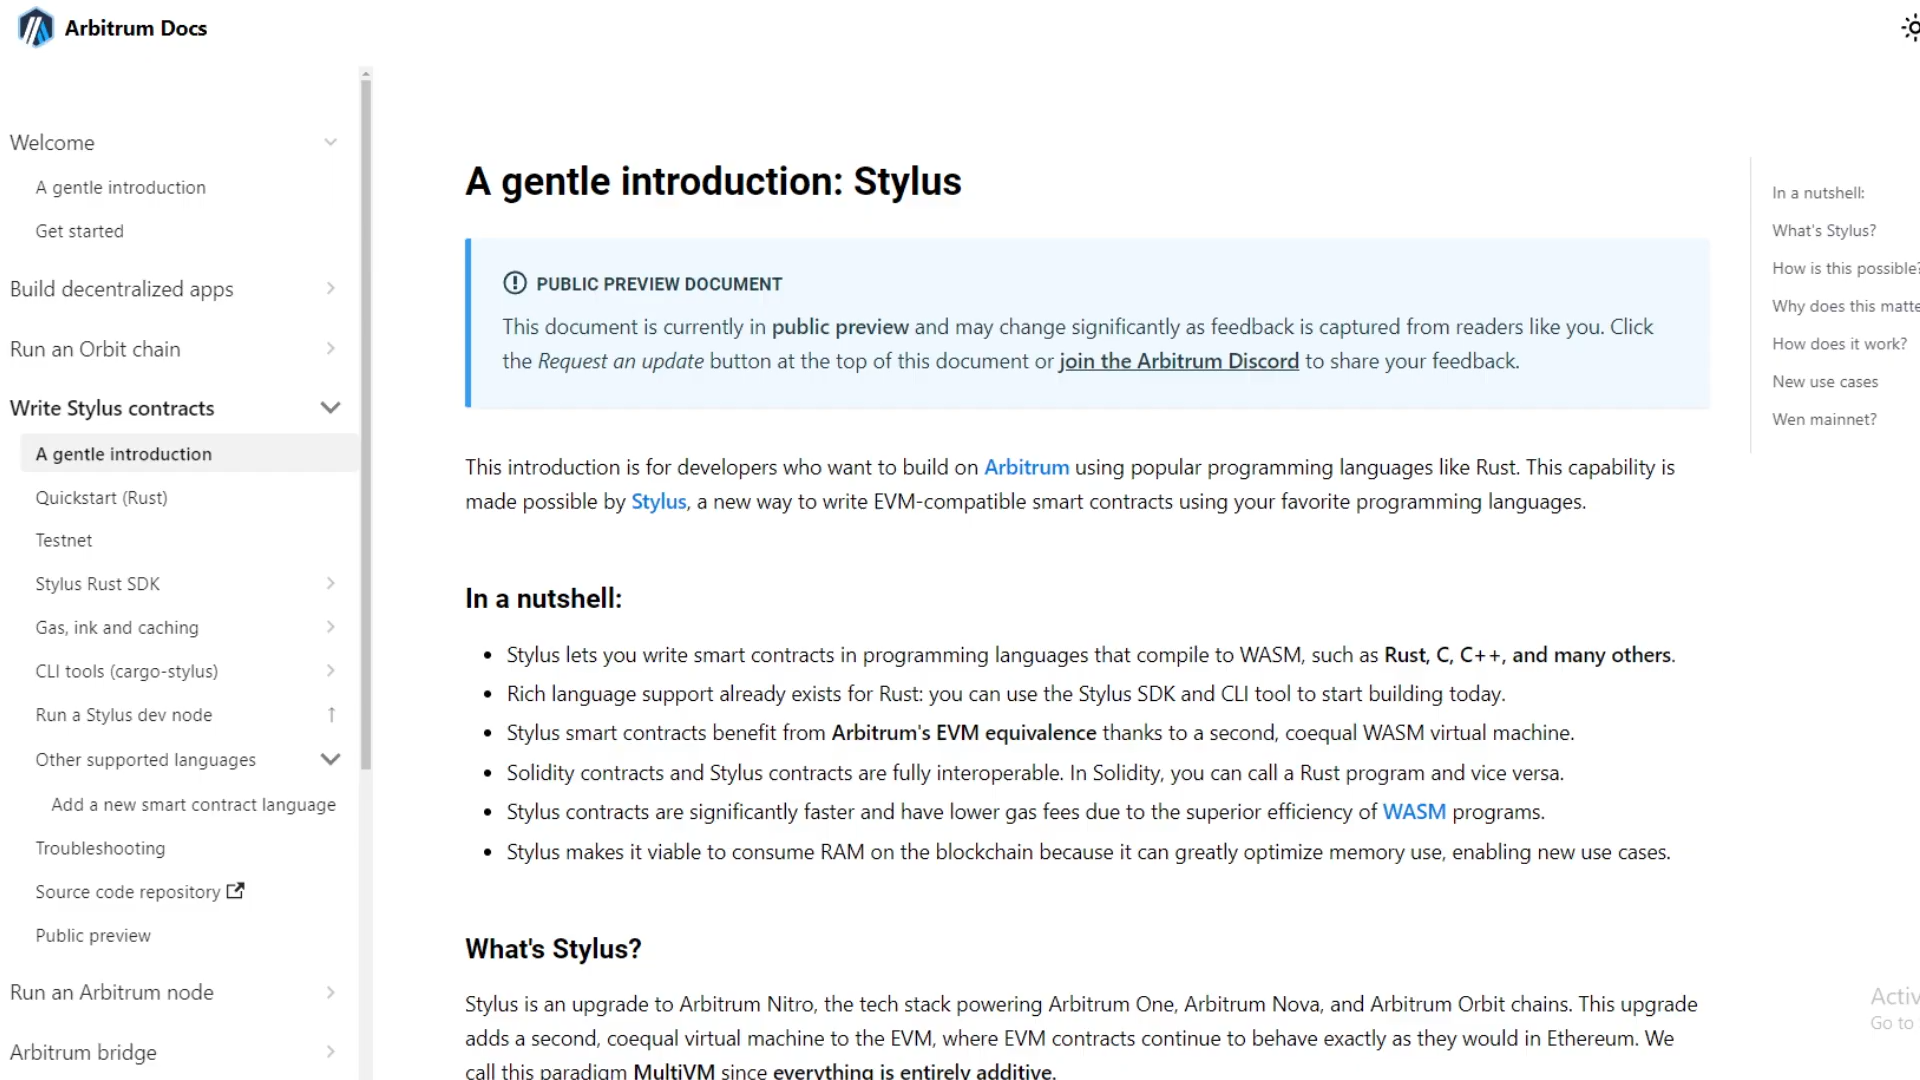 Arbitrum Docs
Welcome
A gentle introduction
Get started
Build decentralized apps
Run an Orbit chain
Write Stylus contracts
A gentle introduction
Quickstart (Rust)
Testnet
Stylus Rust SDK
Gas, ink and caching
CLI tools (cargo-stylus)
Run a Stylus dev node
Other supported languages
Add a new smart contract language
Troubleshooting
Source code repository
Public preview
Run an Arbitrum node
Arbitrum bridge
A gentle introduction: Stylus
PUBLIC PREVIEW DOCUMENT
This document is currently in public preview and may change significantly as feedback is captured from readers like you. Click
the Request an update button at the top of this document or join the Arbitrum Discord to share your feedback.
This introduction is for developers who want to build on Arbitrum using popular programming languages like Rust. This capability is
made possible by Stylus, a new way to write EVM-compatible smart contracts using your favorite programming languages.
In a nutshell:
• Stylus lets you write smart contracts in programming languages that compile to WASM, such as Rust, C, C++, and many others.
• Rich language support already exists for Rust: you can use the Stylus SDK and CLI tool to start building today.
• Stylus smart contracts benefit from Arbitrum's EVM equivalence thanks to a second, coequal WASM virtual machine.
• Solidity contracts and Stylus contracts are fully interoperable. In Solidity, you can call a Rust program and vice versa.
• Stylus contracts are significantly faster and have lower gas fees due to the superior efficiency of WASM programs.
• Stylus makes it viable to consume RAM on the blockchain because it can greatly optimize memory use, enabling new use cases.
What's Stylus?
Stylus is an upgrade to Arbitrum Nitro, the tech stack powering Arbitrum One, Arbitrum Nova, and Arbitrum Orbit chains. This upgrade
adds a second, coequal virtual machine to the EVM, where EVM contracts continue to behave exactly as they would in Ethereum. We
call this paradigm MultiVM since everything is entirely additive.
In a nutshell:
What's Stylus?
How is this possible?
Why does this matte
How does it work?
New use cases
Wen mainnet?
Activ
Go to